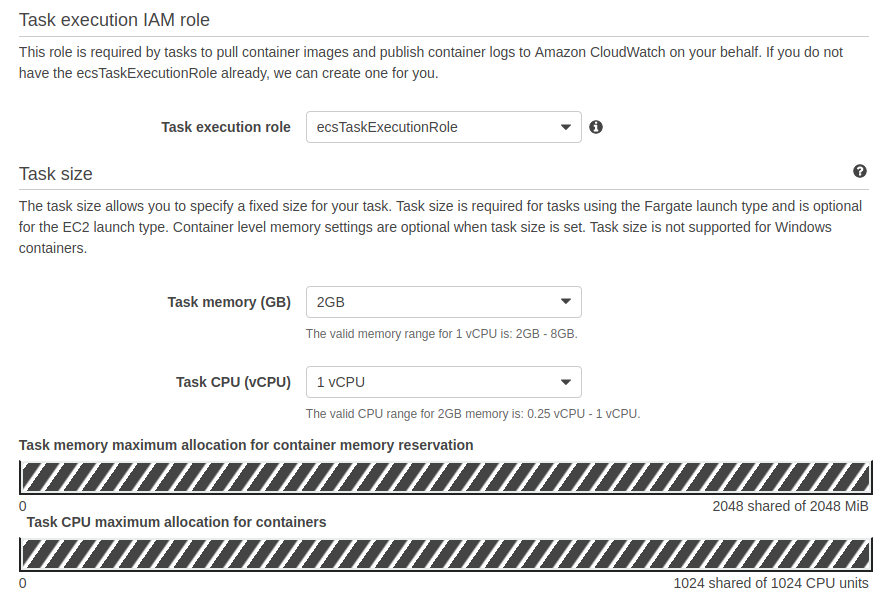 Task execution IAM role
This role is required by tasks to pull container images and publish container logs to Amazon CloudWatch on your behalf. If you do not
have the ecsTaskExecutionRole already, we can create one for you.
Task execution role
ecsTaskExecutionRole
Task size
The task size allows you to specify a fixed size for your task. Task size is required for tasks using the Fargate launch type and is optional
for the EC2 launch type. Container level memory settings are optional when task size is set. Task size is not supported for Windows
containers.
Task memory (GB)
2GB
The valid memory range for 1 vCPU is: 2GB - 8GB.
Task CPU (vCPU)
1 vCPU
The valid CPU range for 2GB memory is: 0.25 vCPU - 1 vCPU.
Task memory maximum allocation for container memory reservation
0
2048 shared of 2048 MiB
Task CPU maximum allocation for containers
0
1024 shared of 1024 CPU units